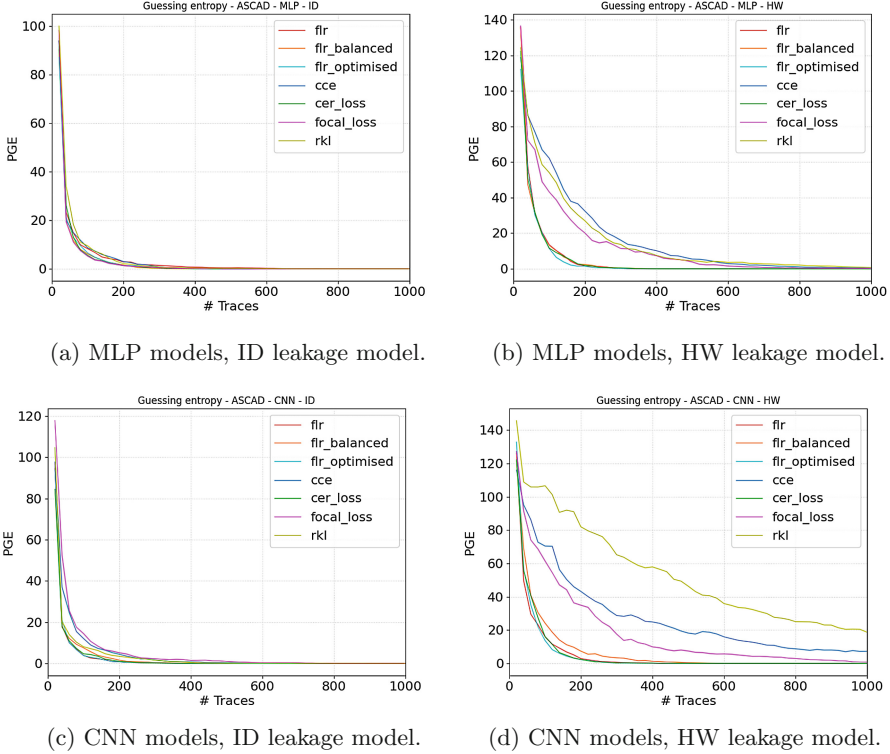 Guessing entropy - ASCAD - MLP - ID
100
80
60
40
20
0
PGE
0 200 400 600 800 1000
# Traces
flr
flr_balanced
flr_optimised
cce
cer_loss
focal_loss
rkl
(a) MLP models, ID leakage model.
Guessing entropy - ASCAD - MLP - HW
140
120
100
80
60
40
20
0
PGE
0 200 400 600 800 1000
# Traces
flr
flr_balanced
flr_optimised
cce
cer_loss
focal_loss
rkl
(b) MLP models, HW leakage model.
Guessing entropy - ASCAD - CNN - ID
120
100
80
60
40
20
0
PGE
0 200 400 600 800 1000
# Traces
flr
flr_balanced
flr_optimised
cce
cer_loss
focal_loss
rkl
(c) CNN models, ID leakage model.
Guessing entropy - ASCAD - CNN - HW
140
120
100
80
60
40
20
0
PGE
0 200 400 600 800 1000
# Traces
flr
flr_balanced
flr_optimised
cce
cer_loss
focal_loss
rkl
(d) CNN models, HW leakage model.